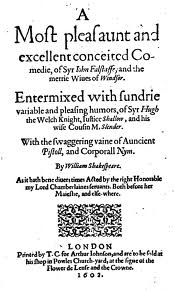 A
Most pleasaunt and
excellent conceited Co-
medie, of Syr Iohn Falstaffe, and the
merrie Wiues of Windsor.
Entermixed with sundrie
variable and pleasing humors, of Syr Hugh
the Welch Knight, Iustice Shallow, and his
wise Cousin M. Slender.
With the swaggering vaine of Auncient
Pistoll, and Corporall Nym.
By William Shakespeare.
As it hath bene diuers times Acted by the right Honorable
my Lord Chamberlaines seruants. Both before her
Maiestie, and else-where.
LONDON
Printed by T. C. for Arthur Iohnson, and are to be sold at
his shop in Powles Church-yard, at the signe of the
Flower de Leuse and the Crowne.
1602.